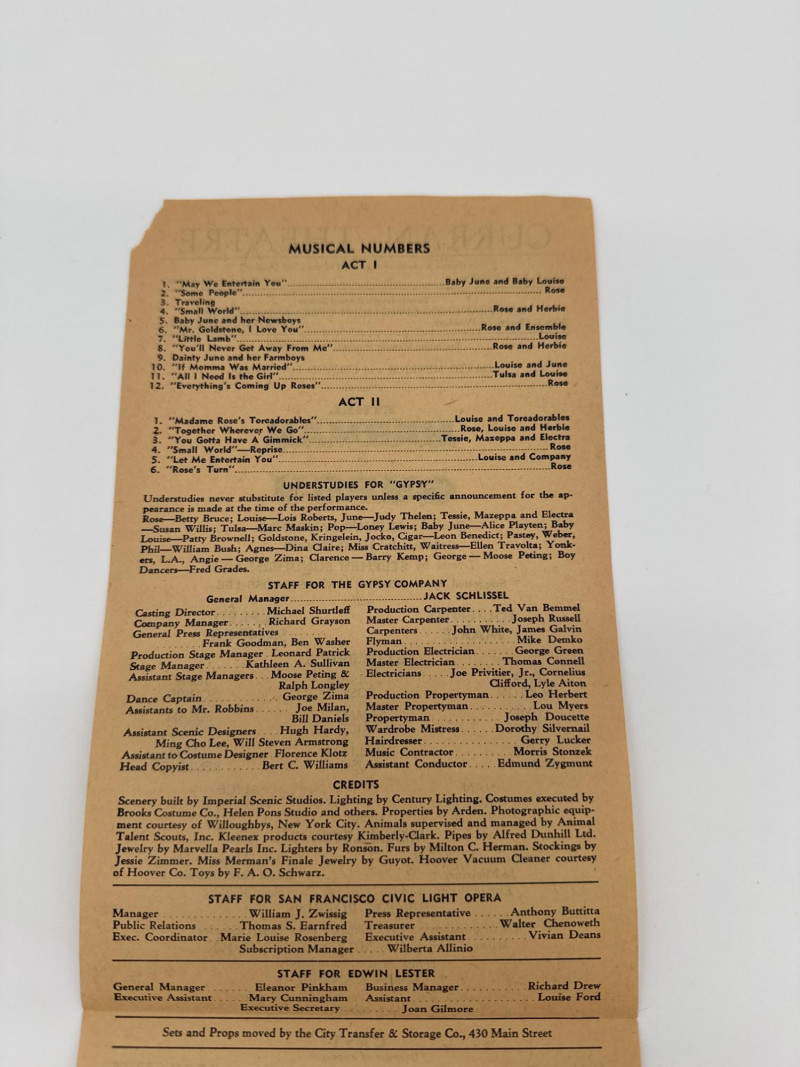 MUSICAL NUMBERS
ACT I
1. "May We Entertain You"..........Baby June and Baby Louise
2. "Some People"..........Rose
3. Traveling
4. "Small World"..........Rose and Herbie
5. Baby June and her Newsboys
6. "Mr. Goldstone, I Love You"..........Rose and Ensemble
7. "Little Lamb"..........Louise
8. "You'll Never Get Away From Me"..........Rose and Herbie
9. Dainty June and her Farmboys
10. "If Momma Was Married"..........Louise and June
11. "All I Need Is the Girl"..........Tulsa and Louise
12. "Everything's Coming Up Roses"..........Rose
ACT II
1. "Madame Rose's Toreadorables"..........Louise and Toreadorables
2. "Together Wherever We Go"..........Rose, Louise and Herbie
3. "You Gotta Have A Gimmick"..........Tessie, Mazeppa and Electra
4. "Small World"—Reprise..........Rose
5. "Let Me Entertain You"..........Louise and Company
6. "Rose's Turn"..........Rose
UNDERSTUDIES FOR "GYPSY"
Understudies never stubstitute for listed players unless a specific announcement for the ap-
pearance is made at the time of the performance.
Rose—Betty Bruce; Louise—Lois Roberts, June—Judy Thelen; Tessie, Mazeppa and Electra
—Susan Willis; Tulsa—Marc Maskin; Pop—Loney Lewis; Baby June—Alice Playten; Baby
Louise—Patty Brownell; Goldstone, Kringelein, Jocko, Cigar—Leon Benedict; Pastey, Weber,
Phil—William Bush; Agnes—Dina Claire; Miss Cratchitt, Waitress—Ellen Travolta; Yonk-
ers, L.A., Angie — George Zima; Clarence — Barry Kemp; George — Moose Peting; Boy
Dancers—Fred Grades.
STAFF FOR THE GYPSY COMPANY
General Manager..........JACK SCHLISSEL
Casting Director.........Michael Shurtleff
Company Manager.......Richard Grayson
General Press Representatives..........
..........Frank Goodman, Ben Washer
Production Stage Manager Leonard Patrick
Stage Manager.......Kathleen A. Sullivan
Assistant Stage Managers...Moose Peting &
Ralph Longley
Dance Captain..........George Zima
Assistants to Mr. Robbins......Joe Milan,
Bill Daniels
Assistant Scenic Designers....Hugh Hardy,
Ming Cho Lee, Will Steven Armstrong
Assistant to Costume Designer Florence Klotz
Head Copyist............Bert C. Williams
Production Carpenter....Ted Van Bemmel
Master Carpenter..........Joseph Russell
Carpenters......John White, James Galvin
Flyman..........Mike Demko
Production Electrician.......George Green
Master Electrician........Thomas Connell
Electricians.....Joe Privitier, Jr., Cornelius
Clifford, Lyle Aiton
Production Propertyman......Leo Herbert
Master Propertyman..........Lou Myers
Propertyman..........Joseph Doucette
Wardrobe Mistress.....Dorothy Silvernail
Hairdresser..........Gerry Lucker
Music Contractor.........Morris Stonzek
Assistant Conductor.....Edmund Zygmunt
CREDITS
Scenery built by Imperial Scenic Studios. Lighting by Century Lighting. Costumes executed by
Brooks Costume Co., Helen Pons Studio and others. Properties by Arden. Photographic equip-
ment courtesy of Willoughbys, New York City. Animals supervised and managed by Animal
Talent Scouts, Inc. Kleenex products courtesy Kimberly-Clark. Pipes by Alfred Dunhill Ltd.
Jewelry by Marvella Pearls Inc. Lighters by Ronson. Furs by Milton C. Herman. Stockings by
Jessie Zimmer. Miss Merman's Finale Jewelry by Guyot. Hoover Vacuum Cleaner courtesy
of Hoover Co. Toys by F. A. O. Schwarz.
STAFF FOR SAN FRANCISCO CIVIC LIGHT OPERA
Manager............William J. Zwissig
Public Relations......Thomas S. Earnfred
Exec. Coordinator Marie Louise Rosenberg
Press Representative......Anthony Buttitta
Treasurer............Walter Chenoweth
Executive Assistant.........Vivian Deans
Subscription Manager....Wilberta Allinio
STAFF FOR EDWIN LESTER
General Manager......Eleanor Pinkham
Executive Assistant.....Mary Cunningham
Business Manager..........Richard Drew
Assistant.................Louise Ford
Executive Secretary.........Joan Gilmore
Sets and Props moved by the City Transfer & Storage Co., 430 Main Street